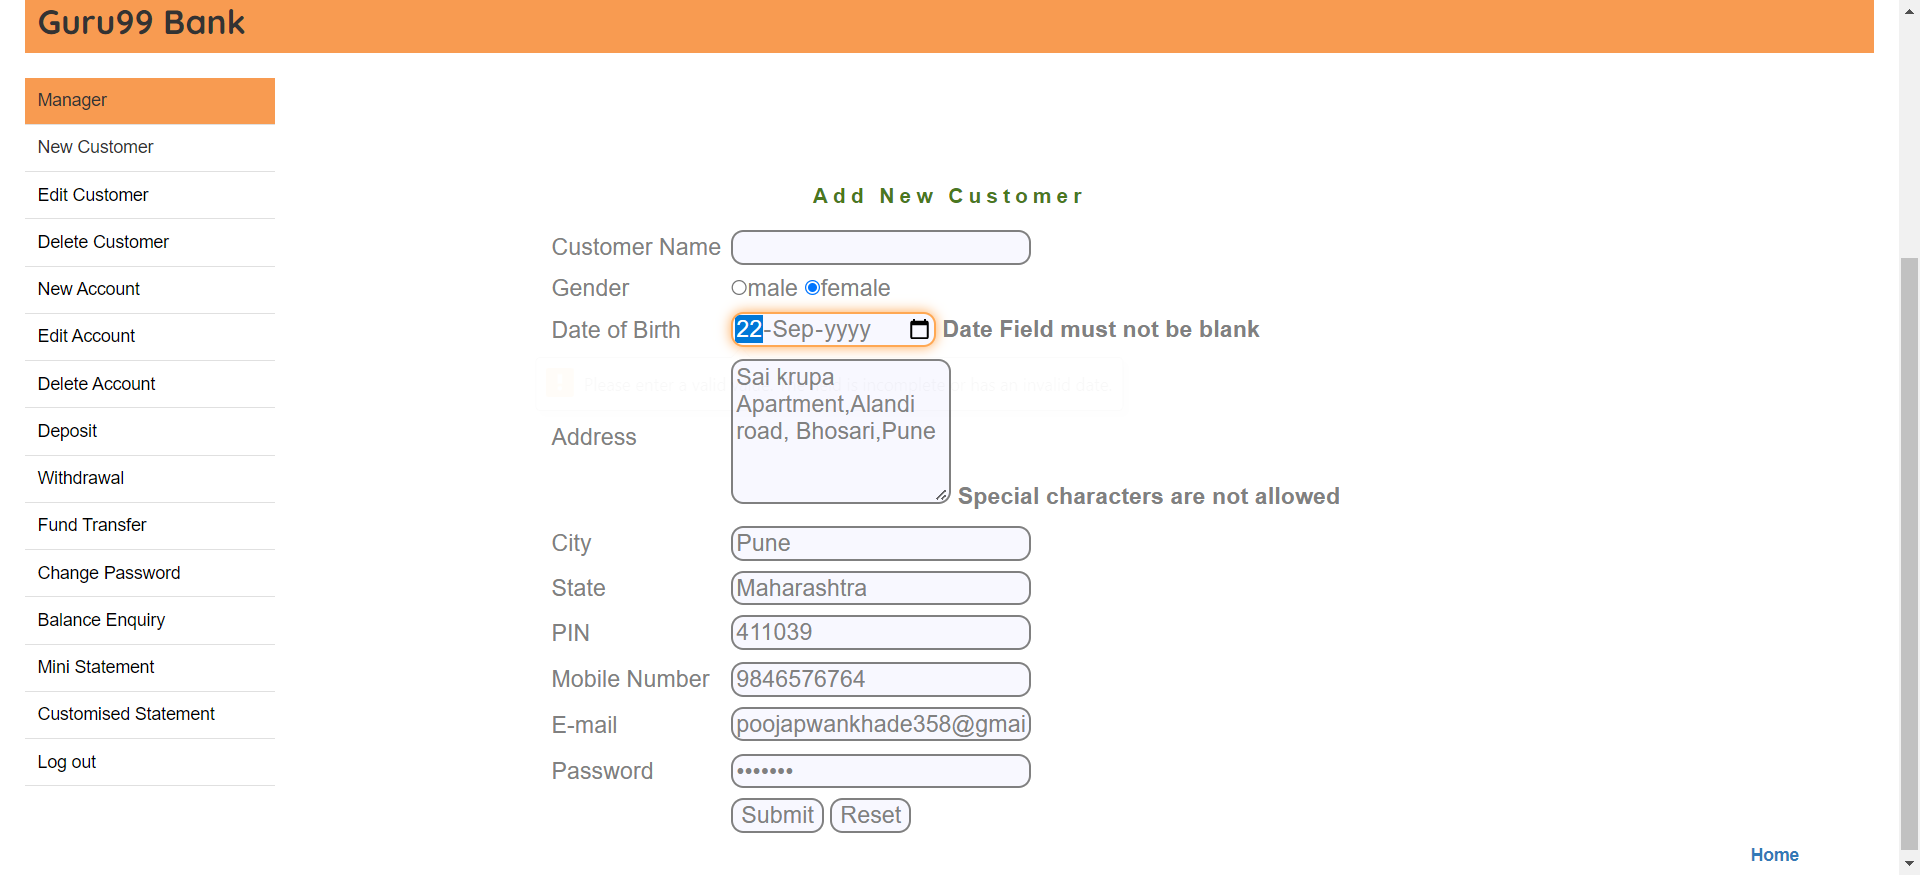 Guru99 Bank
Manager
New Customer
Edit Customer
Delete Customer
New Account
Edit Account
Delete Account
Deposit
Withdrawal
Fund Transfer
Change Password
Balance Enquiry
Mini Statement
Customised Statement
Log out
Add New Customer
Customer Name
Gender male female
Date of Birth 22-Sep-yyyy Date Field must not be blank
Please enter a valid is incomplete or has an invalid date.
Address Sai krupa
Apartment,Alandi
road, Bhosari,Pune
Special characters are not allowed
City Pune
State Maharashtra
PIN 411039
Mobile Number 9846576764
E-mail poojapwankhade358@gmai
Password •••••••
Submit Reset
Home